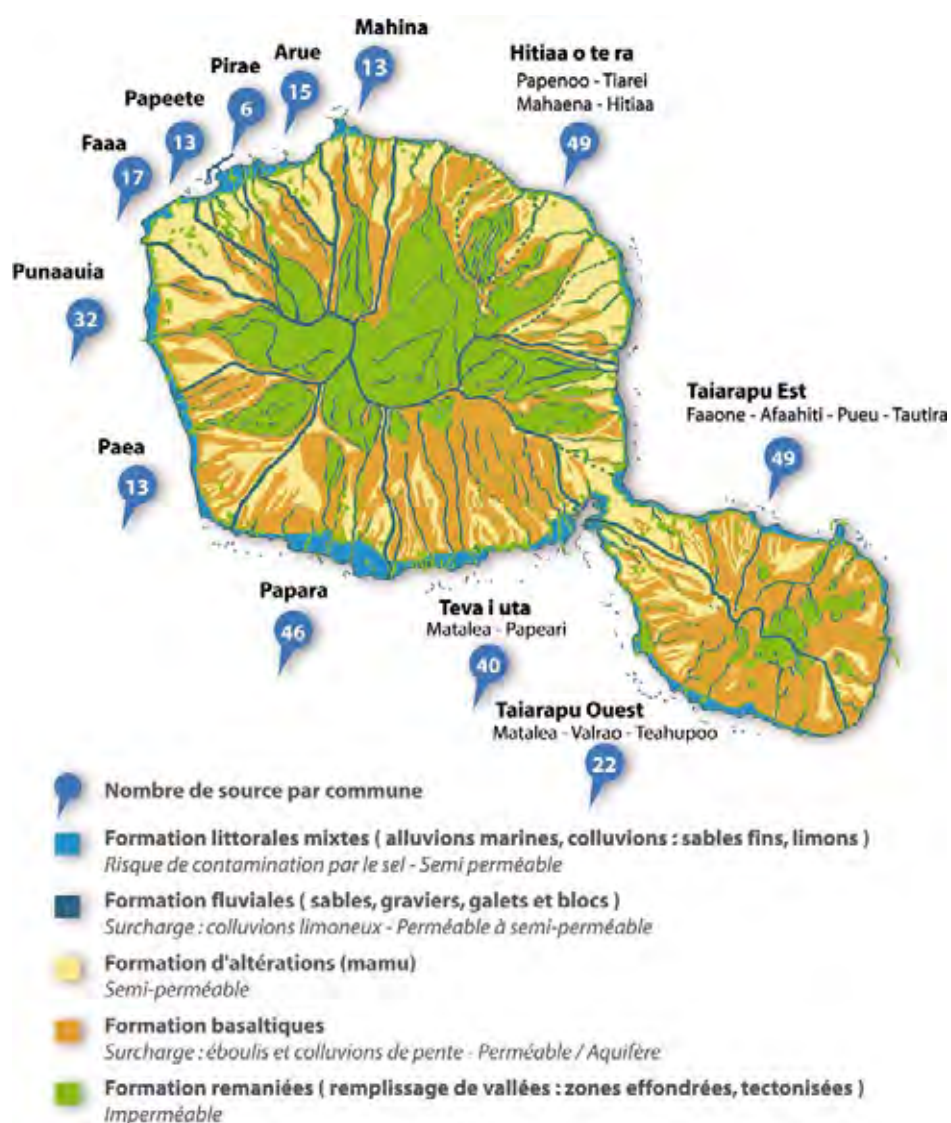 Mahina
13
Arue
15
Pirae
6
Papeete
13
Faaa
17
Hitiaa o te ra
Papenoo - Tiarei
Mahaena - Hitiaa
49
Punaauia
32
Taiarapu Est
Faaone - Afaahiti - Pueu - Tautira
49
Paea
13
Papara
46
Teva i uta
Matalea - Papeari
40
Taiarapu Ouest
Matalea - Valrao - Teahupoo
22
Nombre de source par commune
Formation littorales mixtes ( alluvions marines, colluvions : sables fins, limons )
Risque de contamination par le sel - Semi perméable
Formation fluviales ( sables, graviers, galets et blocs )
Surcharge : colluvions limoneux - Perméable à semi-perméable
Formation d'altérations (mamu)
Semi-perméable
Formation basaltiques
Surcharge : éboulis et colluvions de pente - Perméable / Aquifère
Formation remaniées ( remplissage de vallées : zones effondrées, tectonisées )
Imperméable